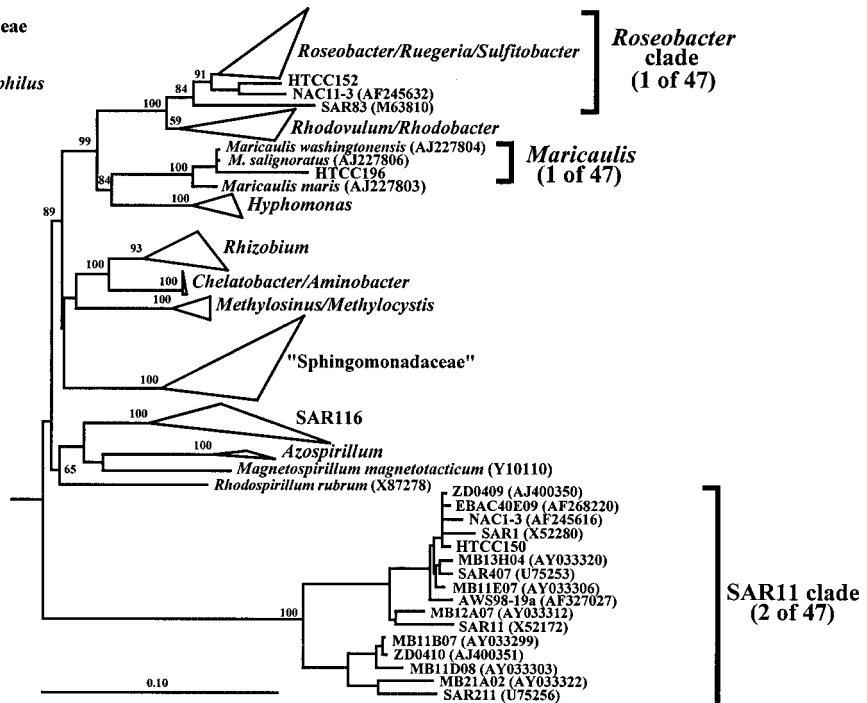 eae
philus
Roseobacter/Ruegeria/Sulfitobacter
91
HTCC152
84
NAC11-3 (AF245632)
100
SAR83 (M63810)
59
Rhodovulum/Rhodobacter
Roseobacter
clade
(1 of 47)
99
Maricaulis washingtonensis (AJ227804)
M. salignoratus (AJ227806)
100
HTCC196
84
Maricaulis maris (AJ227803)
100
Hyphomonas
Maricaulis
(1 of 47)
89
93
Rhizobium
100
100
Chelatobacter/Aminobacter
100
Methylosinus/Methylocystis
"Sphingomonadaceae"
100
100
SAR116
100
Azospirillum
65
Magnetospirillum magnetotacticum (Y10110)
Rhodospirillum rubrum (X87278)
ZD0409 (AJ400350)
EBAC40E09 (AF268220)
NAC1-3 (AF245616)
SAR1 (X52280)
HTCC150
MB13H04 (AY033320)
SAR407 (U75253)
MB11E07 (AY033306)
AWS98-19a (AF327027)
100
MB12A07 (AY033312)
SAR11 (X52172)
MB11B07 (AY033299)
ZD0410 (AJ400351)
MB11D08 (AY033303)
MB21A02 (AY033322)
SAR211 (U75256)
SAR11 clade
(2 of 47)
0.10